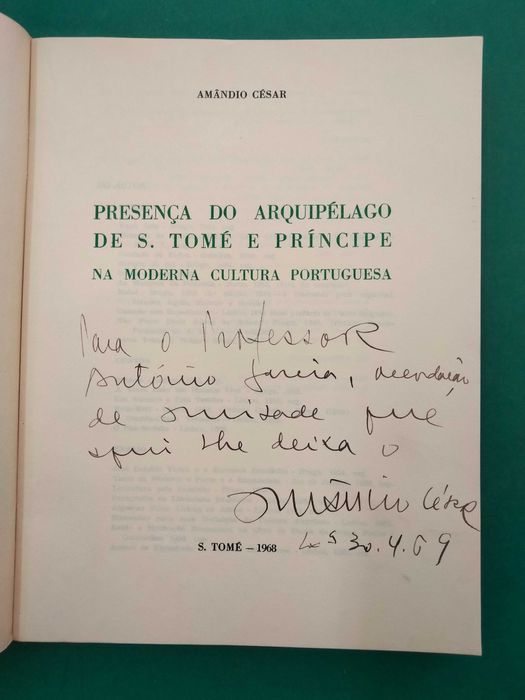 AMÂNDIO CÉSAR
PRESENÇA DO ARQUIPÉLAGO
DE S. TOMÉ E PRÍNCIPE
NA MODERNA CULTURA PORTUGUESA
Para o Professor
António Garcia, recordação
de amizade que
aqui lhe deixa o
Amândio César
Lxª 30.4.69
S. TOMÉ – 1968